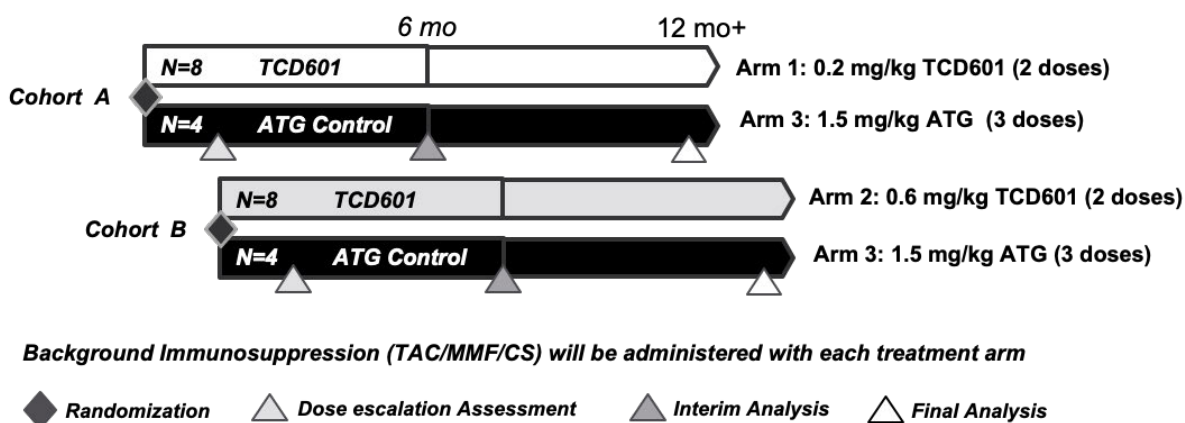 6 mo 12 mo+
N=8 TCD601 Arm 1: 0.2 mg/kg TCD601 (2 doses)
Cohort A
N=4 ATG Control Arm 3: 1.5 mg/kg ATG (3 doses)
N=8 TCD601 Arm 2: 0.6 mg/kg TCD601 (2 doses)
Cohort B
N=4 ATG Control Arm 3: 1.5 mg/kg ATG (3 doses)
Background Immunosuppression (TAC/MMF/CS) will be administered with each treatment arm
Randomization Dose escalation Assessment Interim Analysis Final Analysis